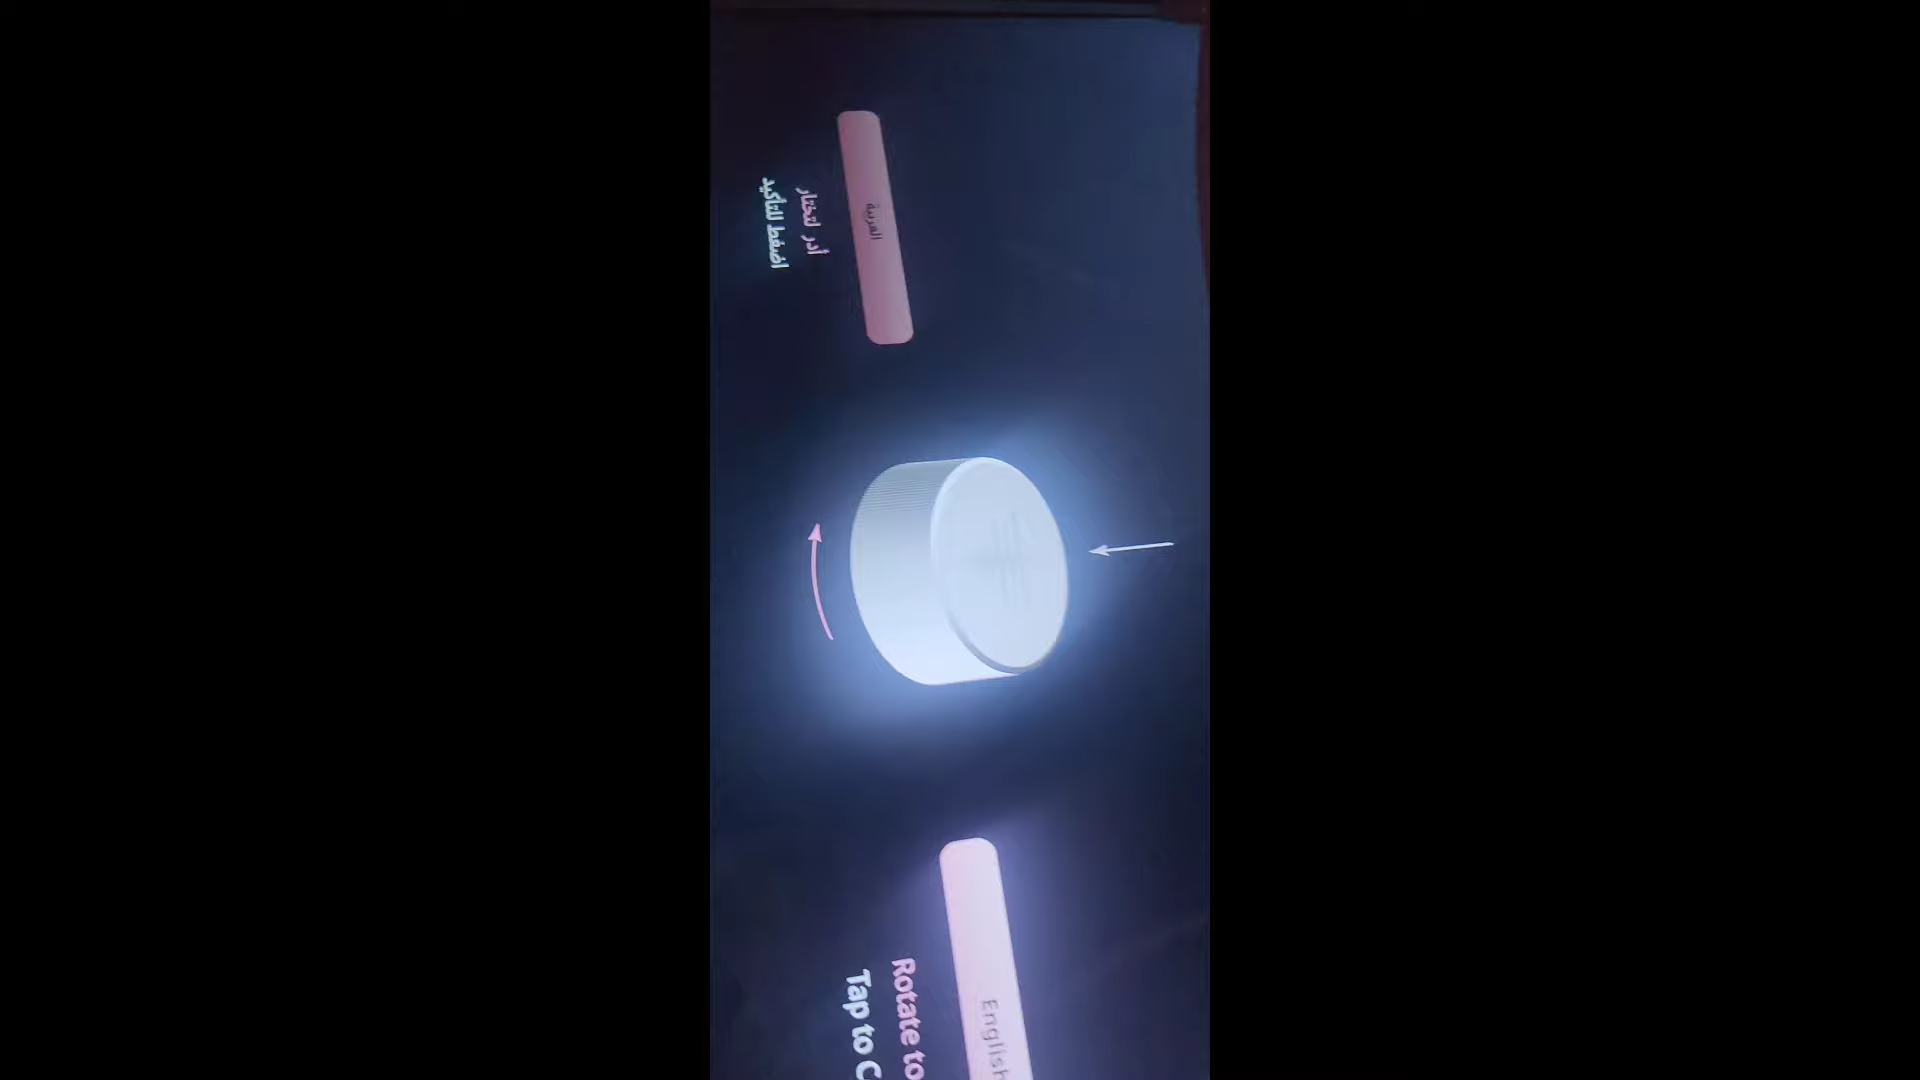 العربية
أدر لتختار
اضغط للتأكيد
English
Rotate to
Tap to C